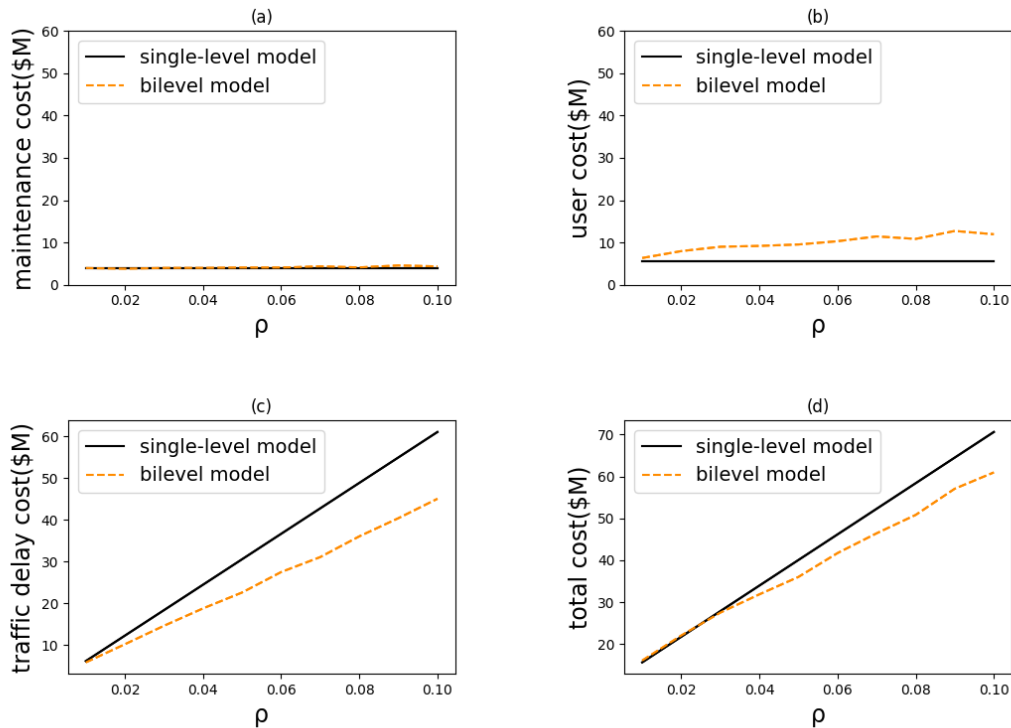 (a)
maintenance cost($M)
60
50
40
30
20
10
0
single-level model
bilevel model
0.02
0.04
0.06
0.08
0.10
ρ
(b)
user cost($M)
60
50
40
30
20
10
0
single-level model
bilevel model
0.02
0.04
0.06
0.08
0.10
ρ
(c)
traffic delay cost($M)
60
50
40
30
20
10
single-level model
bilevel model
0.02
0.04
0.06
0.08
0.10
ρ
(d)
total cost($M)
70
60
50
40
30
20
single-level model
bilevel model
0.02
0.04
0.06
0.08
0.10
ρ